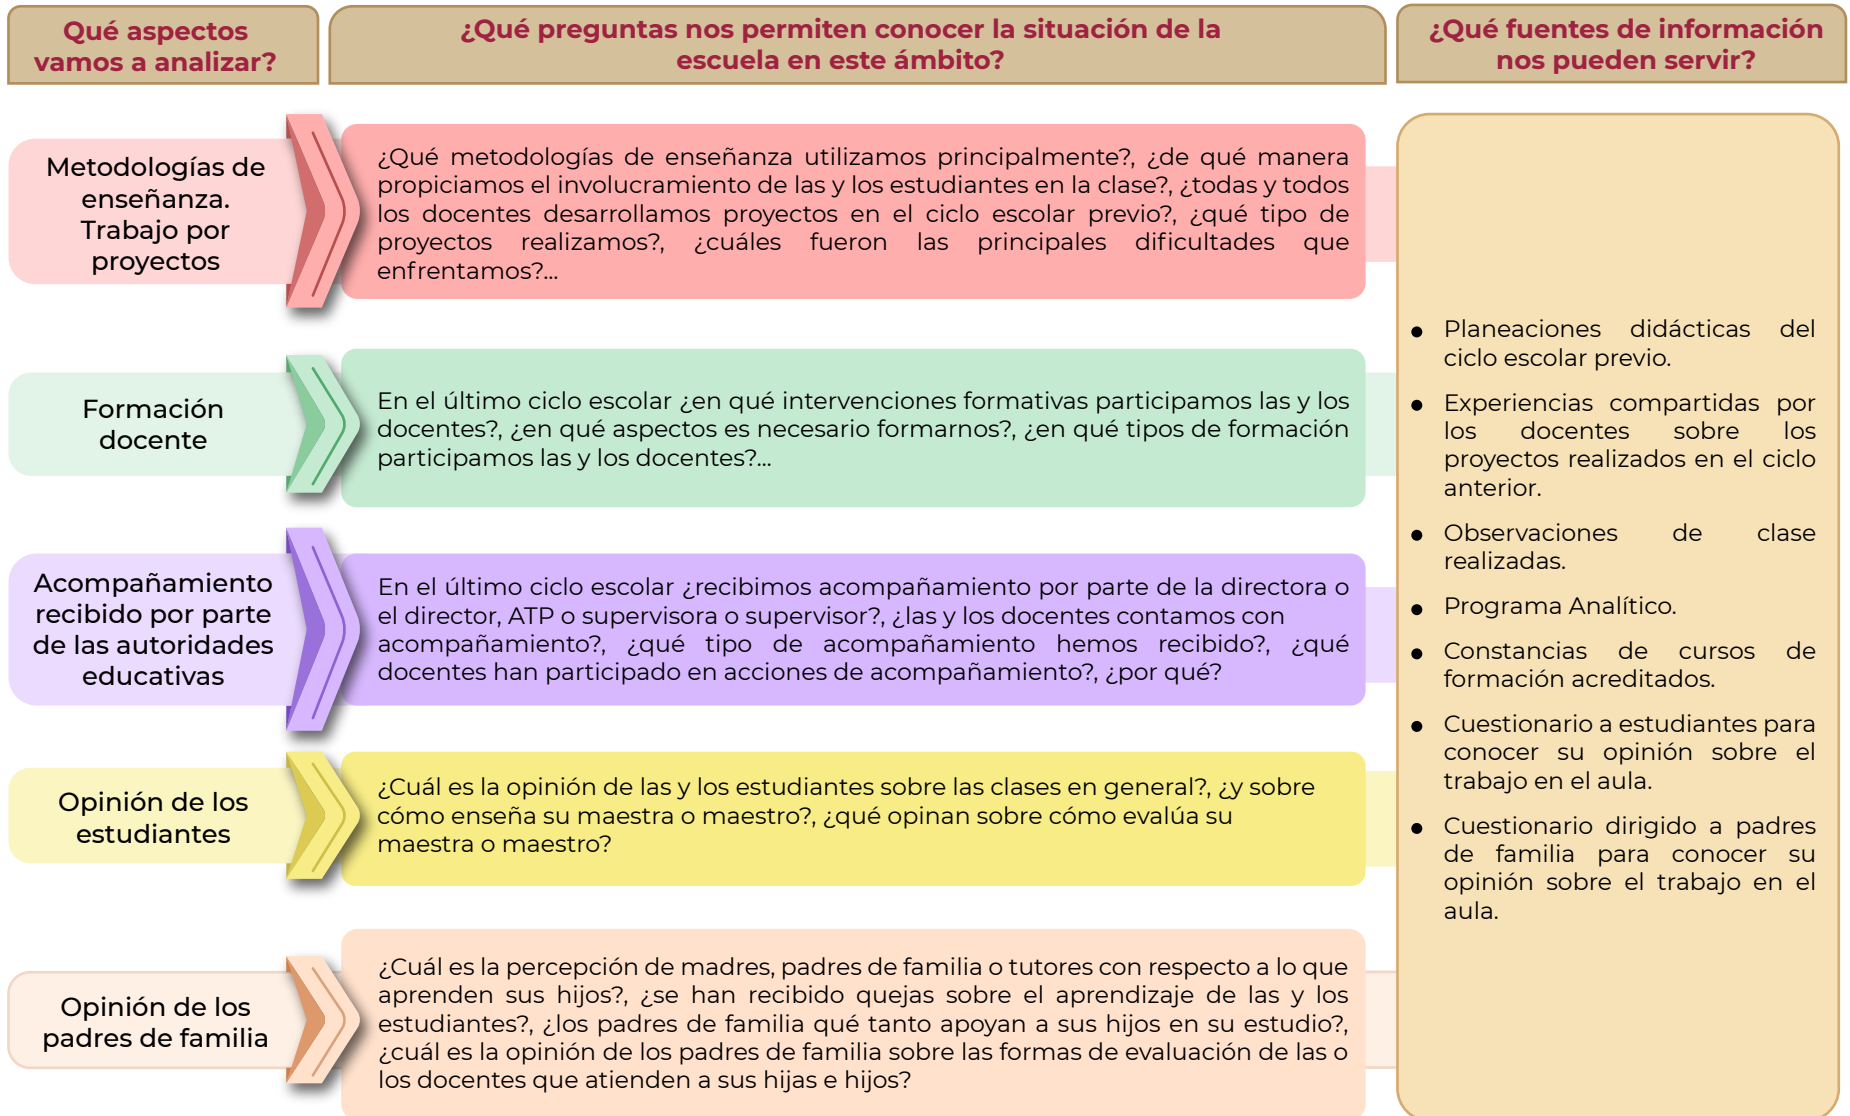 Qué aspectos
vamos a analizar?
¿Qué preguntas nos permiten conocer la situación de la
escuela en este ámbito?
¿Qué fuentes de información
nos pueden servir?
Metodologías de
enseñanza.
Trabajo por
proyectos
¿Qué metodologías de enseñanza utilizamos principalmente?, ¿de qué manera
propiciamos el involucramiento de las y los estudiantes en la clase?, ¿todas y todos
los docentes desarrollamos proyectos en el ciclo escolar previo?, ¿qué tipo de
proyectos realizamos?, ¿cuáles fueron las principales dificultades que
enfrentamos?...
Formación
docente
En el último ciclo escolar ¿en qué intervenciones formativas participamos las y los
docentes?, ¿en qué aspectos es necesario formarnos?, ¿en qué tipos de formación
participamos las y los docentes?...
Acompañamiento
recibido por parte
de las autoridades
educativas
En el último ciclo escolar ¿recibimos acompañamiento por parte de la directora o
el director, ATP o supervisora o supervisor?, ¿las y los docentes contamos con
acompañamiento?, ¿qué tipo de acompañamiento hemos recibido?, ¿qué
docentes han participado en acciones de acompañamiento?, ¿por qué?
Opinión de los
estudiantes
¿Cuál es la opinión de las y los estudiantes sobre las clases en general?, ¿y sobre
cómo enseña su maestra o maestro?, ¿qué opinan sobre cómo evalúa su
maestra o maestro?
Opinión de los
padres de familia
¿Cuál es la percepción de madres, padres de familia o tutores con respecto a lo que
aprenden sus hijos?, ¿se han recibido quejas sobre el aprendizaje de las y los
estudiantes?, ¿los padres de familia qué tanto apoyan a sus hijos en su estudio?,
¿cuál es la opinión de los padres de familia sobre las formas de evaluación de las o
los docentes que atienden a sus hijas e hijos?
● Planeaciones didácticas del
ciclo escolar previo.
● Experiencias compartidas por
los docentes sobre los
proyectos realizados en el ciclo
anterior.
● Observaciones de clase
realizadas.
● Programa Analítico.
● Constancias de cursos de
formación acreditados.
● Cuestionario a estudiantes para
conocer su opinión sobre el
trabajo en el aula.
● Cuestionario dirigido a padres
de familia para conocer su
opinión sobre el trabajo en el
aula.